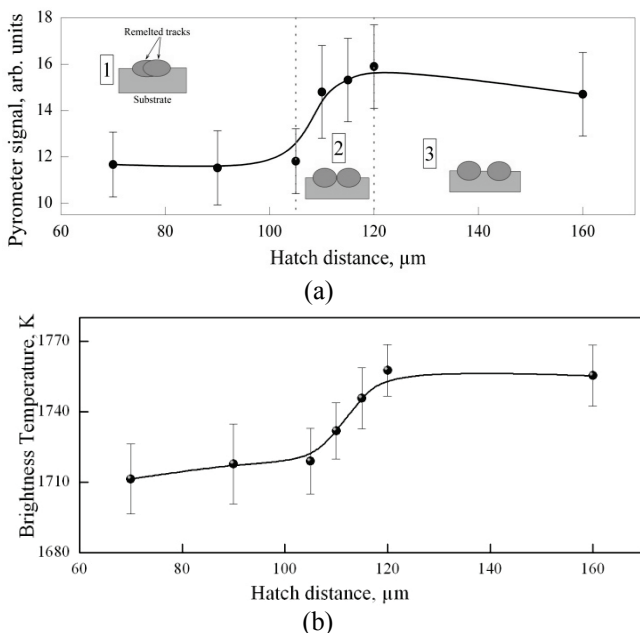 18
16
14
12
10
Pyrometer signal, arb. units
Remelted tracks
1
Substrate
2
3
60 80 100 120 140 160
Hatch distance, µm
(a)
1770
1740
1710
1680
Brightness Temperature, K
60 80 100 120 140 160
Hatch distance, µm
(b)